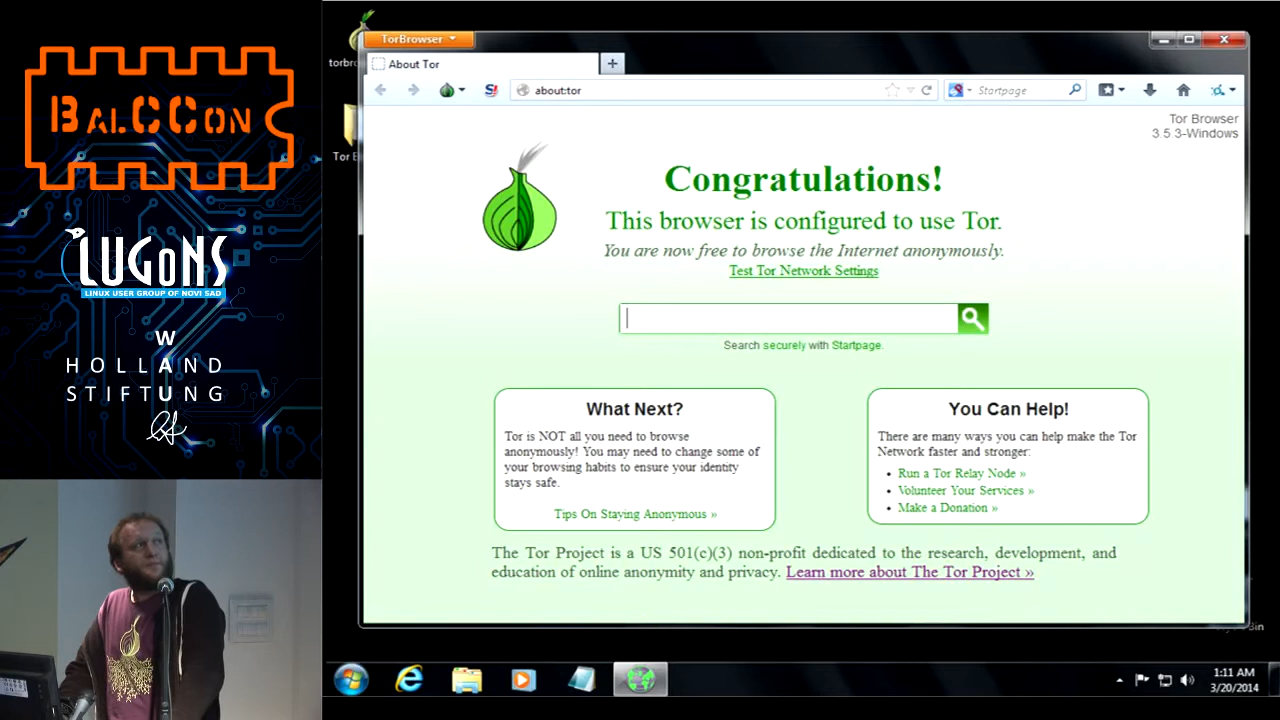 BALCCON
LUGONS
LINUX USER GROUP OF NOVI SAD
W
HOLLAND
U
STIFTUNG
torbro
Tor B
TorBrowser
About Tor
about:tor
Startpage
Tor Browser
3.5 3-Windows
Congratulations!
This browser is configured to use Tor.
You are now free to browse the Internet anonymously.
Test Tor Network Settings
Search securely with Startpage.
What Next?
Tor is NOT all you need to browse
anonymously! You may need to change some of
your browsing habits to ensure your identity
stays safe.
Tips On Staying Anonymous »
You Can Help!
There are many ways you can help make the Tor
Network faster and stronger:
• Run a Tor Relay Node »
• Volunteer Your Services »
• Make a Donation »
The Tor Project is a US 501(c)(3) non-profit dedicated to the research, development, and
education of online anonymity and privacy. Learn more about The Tor Project »
1:11 AM
3/20/2014